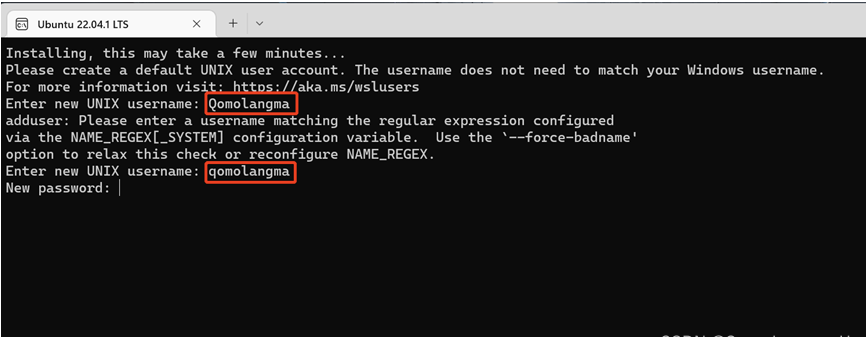 Ubuntu 22.04.1 LTS
Installing, this may take a few minutes...
Please create a default UNIX user account. The username does not need to match your Windows username.
For more information visit: https://aka.ms/wslusers
Enter new UNIX username: Qomolangma
adduser: Please enter a username matching the regular expression configured
via the NAME_REGEX[_SYSTEM] configuration variable.  Use the `--force-badname'
option to relax this check or reconfigure NAME_REGEX.
Enter new UNIX username: qomolangma
New password: